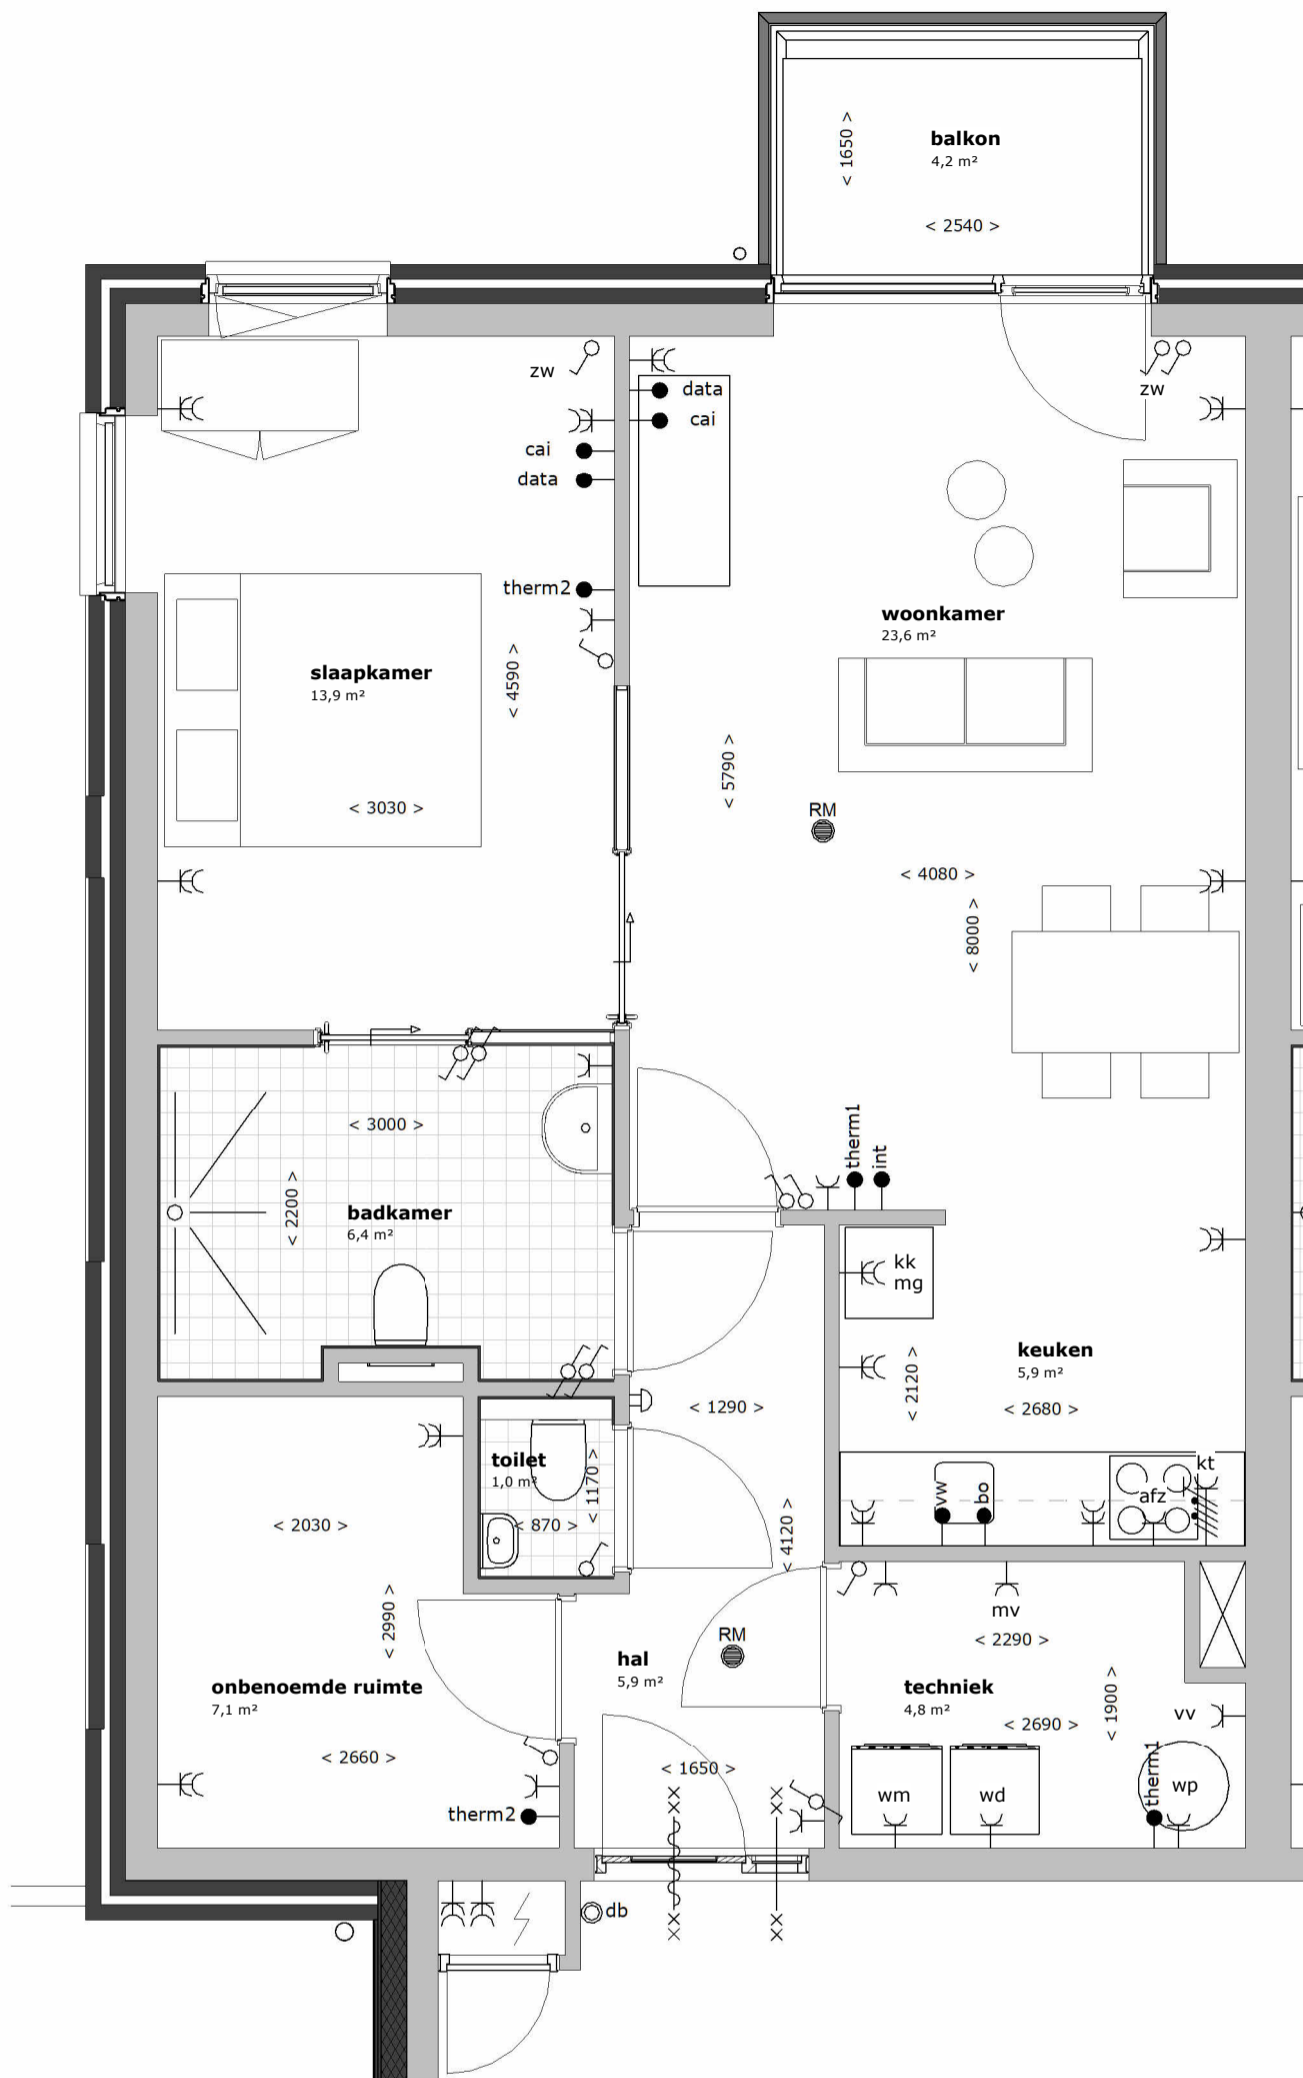 balkon
4,2 m²
< 1650 >
< 2540 >
zw
zw
data
cai
cai
data
therm2
woonkamer
23,6 m²
slaapkamer
13,9 m²
< 4590 >
< 5790 >
< 3030 >
RM
< 4080 >
< 8000 >
< 3000 >
therm1
int
< 2200 >
badkamer
6,4 m²
kk
mg
keuken
5,9 m²
< 2120 >
< 2680 >
< 1290 >
toilet
1,0 m²
< 1170 >
< 870 >
kt
vw
bo
afz
< 2030 >
< 4120 >
mv
< 2290 >
< 2990 >
RM
hal
5,9 m²
onbenoemde ruimte
7,1 m²
techniek
4,8 m²
< 1900 >
vv
< 2690 >
< 2660 >
< 1650 >
therm1
wm
wd
wp
therm2
db